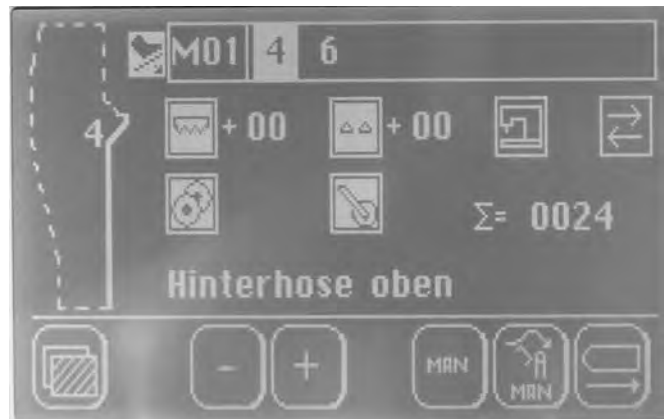 M01 4 6
4
+ 00 + 00
Σ= 0024
Hinterhose oben
- + MAN A MAN